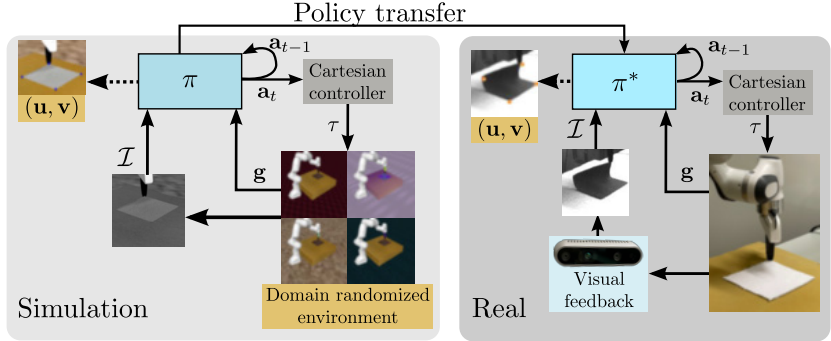 Policy transfer
a_{t−1}
π
a_t
Cartesian
controller
(u, v)
τ
I
g
Simulation
Domain randomized
environment
a_{t−1}
π*
a_t
Cartesian
controller
(u, v)
τ
I
g
Visual
feedback
Real